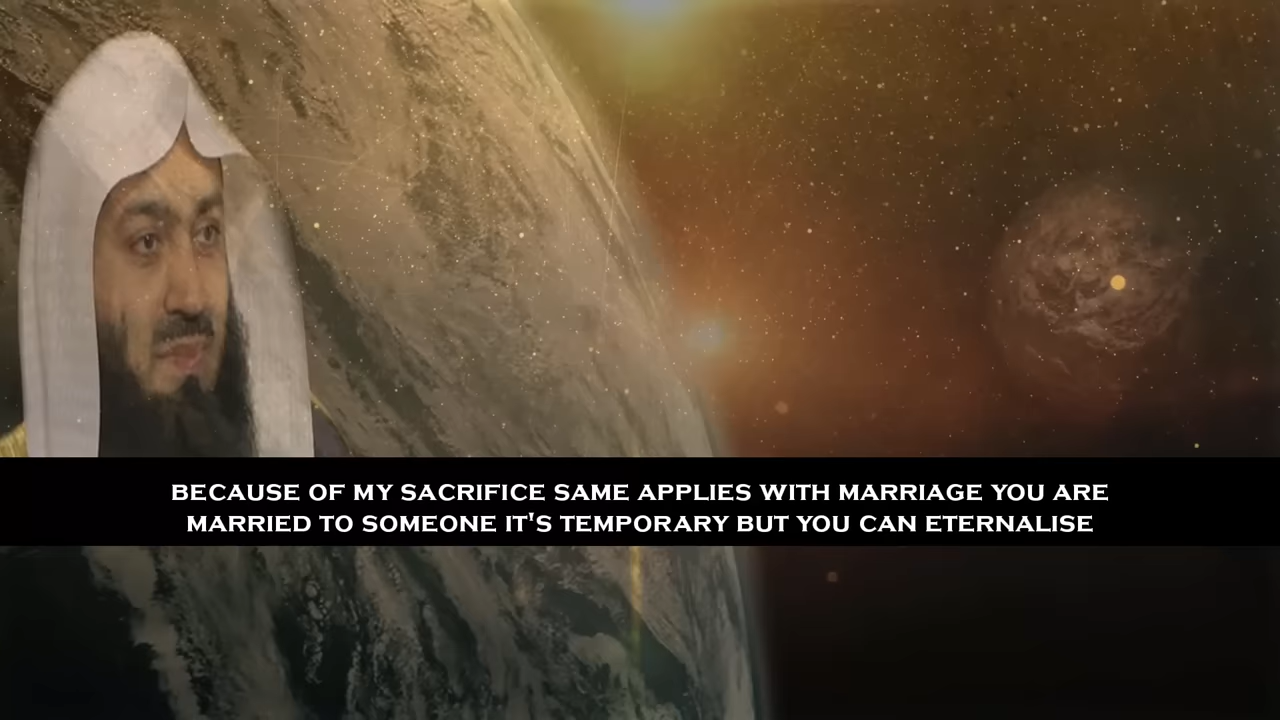 BECAUSE OF MY SACRIFICE SAME APPLIES WITH MARRIAGE YOU ARE
MARRIED TO SOMEONE IT'S TEMPORARY BUT YOU CAN ETERNALISE